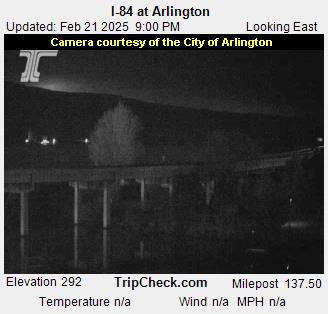 I-84 at Arlington
Updated: Feb 21 2025 9:00 PM Looking East
Camera courtesy of the City of Arlington
Elevation 292 TripCheck.com Milepost 137.50
Temperature n/a Wind n/a MPH n/a